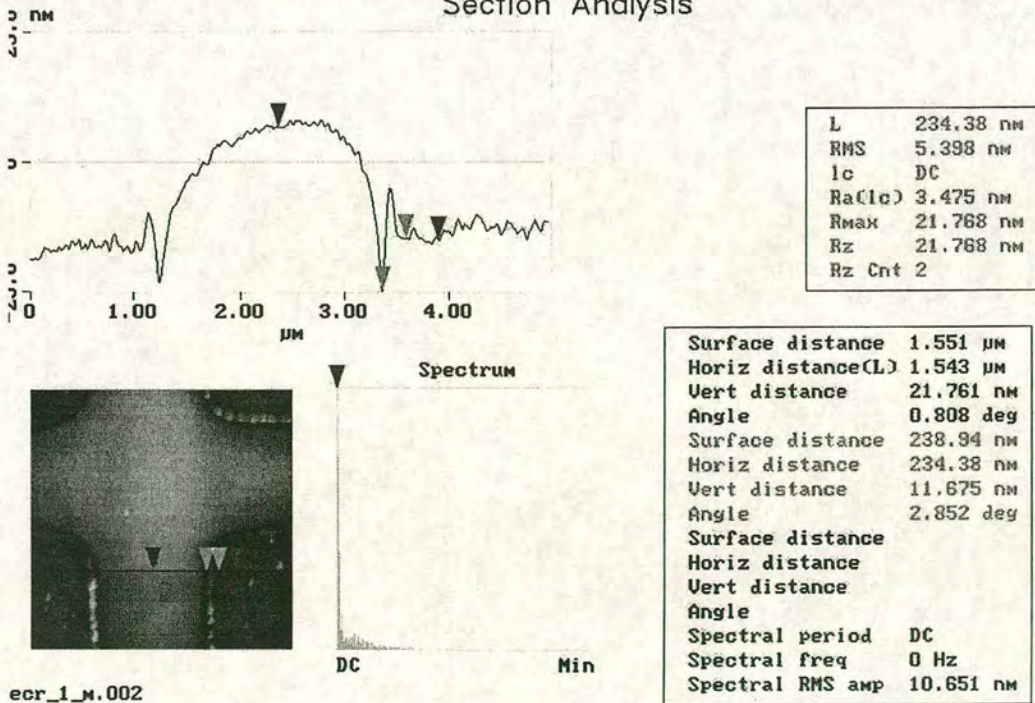 Section Analysis
nм
0
1.00
2.00
3.00
4.00
µм
L 234.38 nм
RMS 5.398 nм
lc DC
Ra(lc) 3.475 nм
Rмax 21.768 nм
Rz 21.768 nм
Rz Cnt 2
Spectruм
DC Min
Surface distance 1.551 µм
Horiz distance(L) 1.543 µм
Vert distance 21.761 nм
Angle 0.808 deg
Surface distance 238.94 nм
Horiz distance 234.38 nм
Vert distance 11.675 nм
Angle 2.852 deg
Surface distance
Horiz distance
Vert distance
Angle
Spectral period DC
Spectral freq 0 Hz
Spectral RMS aмp 10.651 nм
ecr_1_м.002